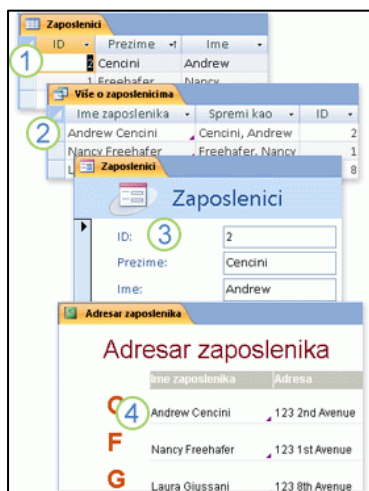 Zaposlenici
ID Prezime Ime
1
2 Cencini Andrew
1 Freehafer Nancy
Više o zaposlenicima
Ime zaposlenika Spremi kao ID
2
Andrew Cencini Cencini, Andrew 2
Nancy Freehafer Freehafer, Nancy 1
L 8
Zaposlenici
Zaposlenici
3
ID: 2
Prezime: Cencini
Ime: Andrew
Adresar zaposlenika
Adresar zaposlenika
Ime zaposlenika Adresa
C 4 Andrew Cencini 123 2nd Avenue
F Nancy Freehafer 123 1st Avenue
G Laura Giussani 123 8th Avenue